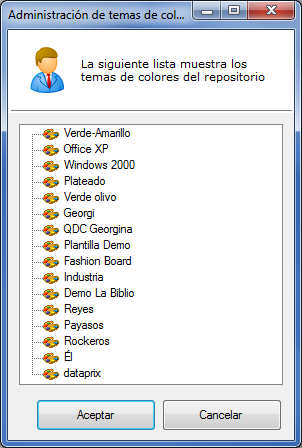 Administración de temas de col...
La siguiente lista muestra los
temas de colores del repositorio
Verde-Amarillo
Office XP
Windows 2000
Plateado
Verde olivo
Georgi
QDC Georgina
Plantilla Demo
Fashion Board
Industria
Demo La Biblio
Reyes
Payasos
Rockeros
Él
dataprix
Aceptar
Cancelar